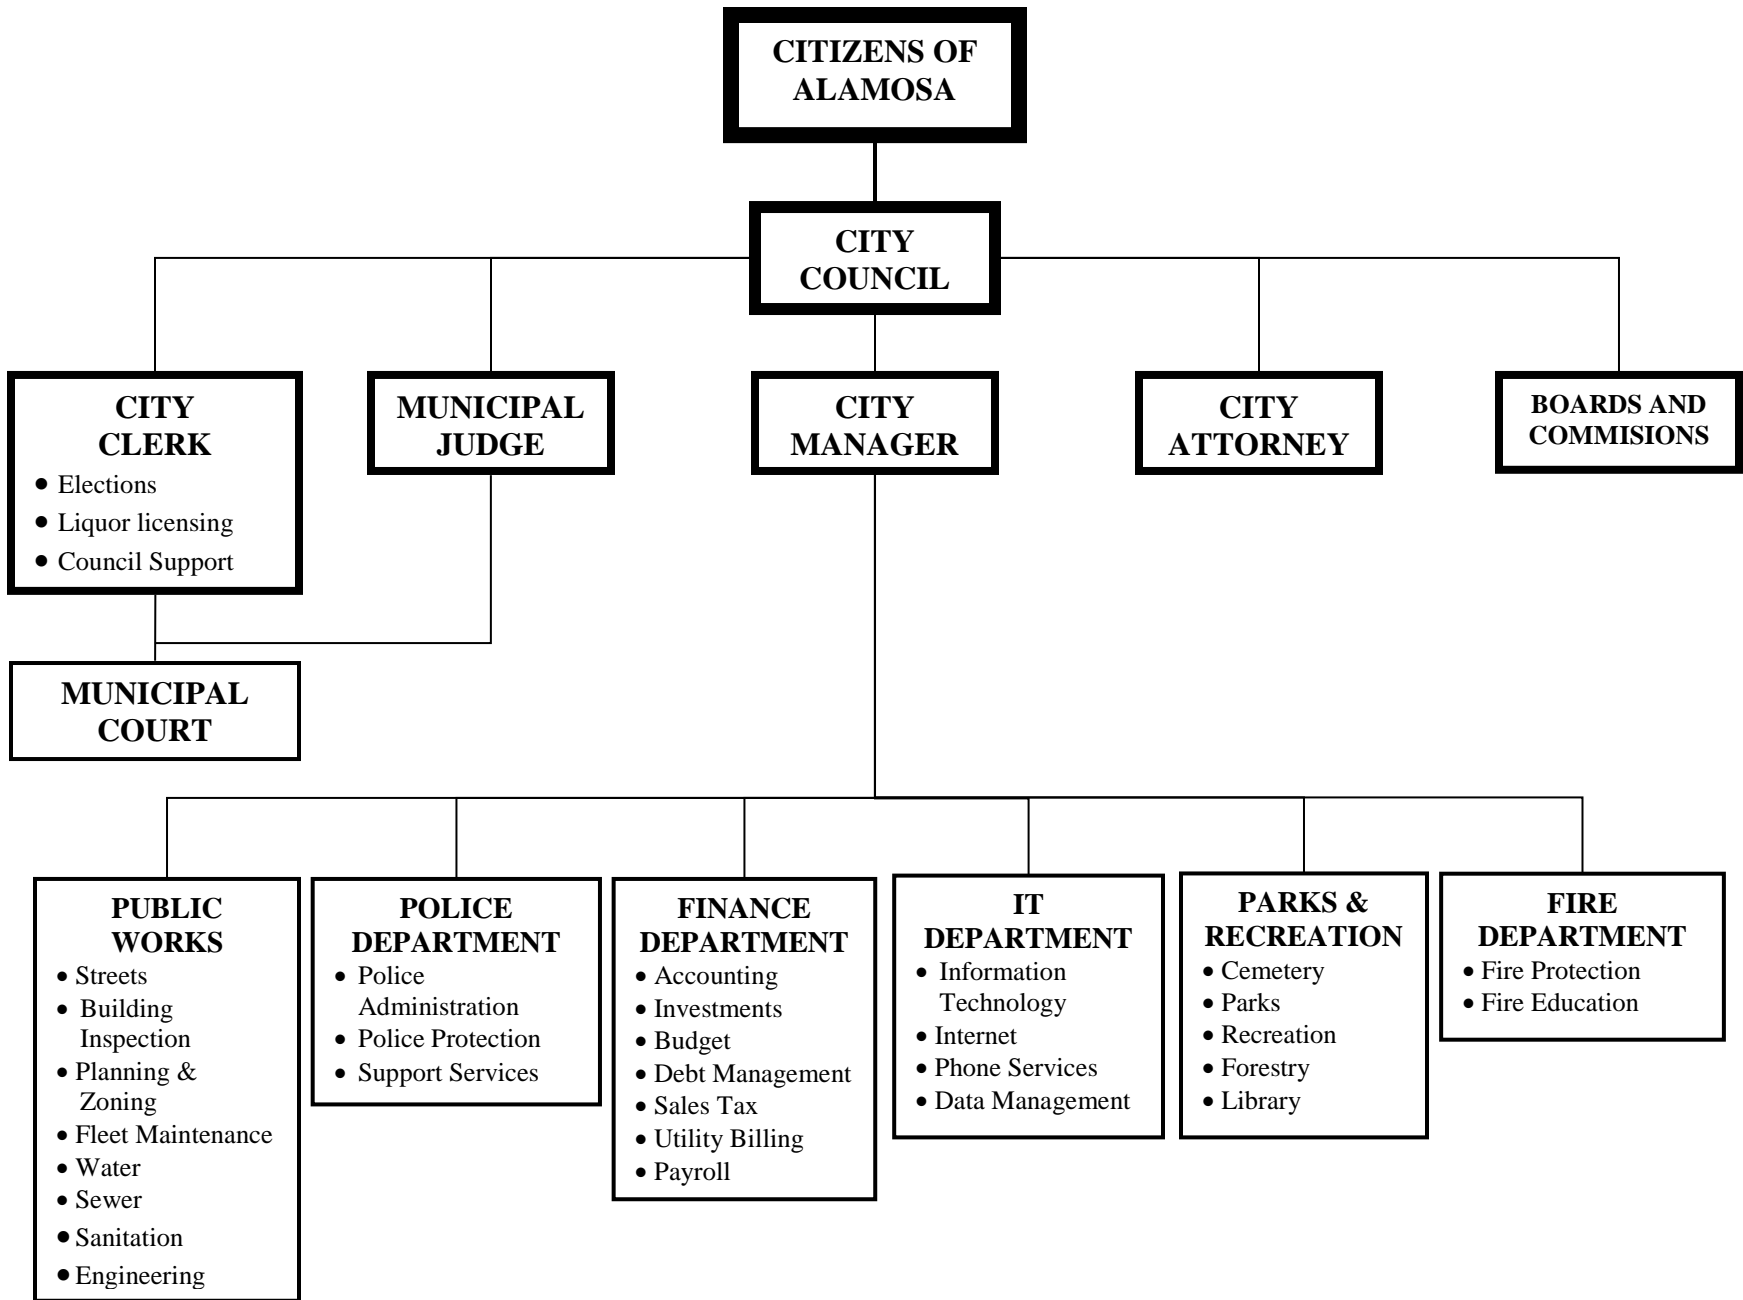 CITIZENS OF
ALAMOSA
CITY
COUNCIL
CITY
CLERK
• Elections
• Liquor licensing
• Council Support
MUNICIPAL
JUDGE
CITY
MANAGER
CITY
ATTORNEY
BOARDS AND
COMMISIONS
MUNICIPAL
COURT
PUBLIC
WORKS
• Streets
• Building
Inspection
• Planning &
Zoning
• Fleet Maintenance
• Water
• Sewer
• Sanitation
• Engineering
POLICE
DEPARTMENT
• Police
Administration
• Police Protection
• Support Services
FINANCE
DEPARTMENT
• Accounting
• Investments
• Budget
• Debt Management
• Sales Tax
• Utility Billing
• Payroll
IT
DEPARTMENT
• Information
Technology
• Internet
• Phone Services
• Data Management
PARKS &
RECREATION
• Cemetery
• Parks
• Recreation
• Forestry
• Library
FIRE
DEPARTMENT
• Fire Protection
• Fire Education